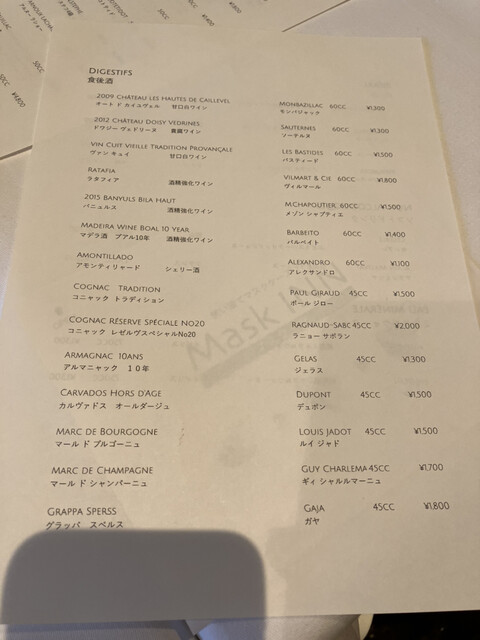 DIGESTIFS
食後酒
2009 CHÂTEAU LES HAUTES DE CAILLEVEL MONBAZILLAC 60CC ¥1,300
オート ド カイユヴェル 甘口白ワイン モンバジャック
2012 CHÂTEAU DOISY VEDRINES SAUTERNES 60CC ¥1,300
ドワジー ヴェドリーヌ 貴腐ワイン ソーテルヌ
VIN CUIT VIEILLE TRADITION PROVANÇALE LES BASTIDES 60CC ¥1,500
ヴァン キュイ 甘口白ワイン バスティード
RATAFIA VILMART & CIE. 60CC ¥1,800
ラタフィア 酒精強化ワイン ヴィルマール
2015 BANYULS BILA HAUT M.CHAPOUTIER 60CC ¥1,500
バニュルス 酒精強化ワイン メゾン シャプティエ
MADEIRA WINE BOAL 10 YEAR BARBEITO 60CC ¥1,400
マデラ酒 ブアル10年 酒精強化ワイン バルベイト
AMONTILLADO ALEXANDRO 60CC ¥1,100
アモンティリャード シェリー酒 アレクサンドロ
COGNAC TRADITION PAUL GIRAUD 45CC ¥1,500
コニャック トラディション ポール ジロー
COGNAC RÉSERVE SPÉCIALE NO20 RAGNAUD-SABC 45CC ¥2,000
コニャック レゼルヴスペシャルNo20 ラニョー サボラン
ARMAGNAC 10ANS GELAS 45CC ¥1,300
アルマニャック １０年 ジェラス
CARVADOS HORS D'AGE DUPONT 45CC ¥1,500
カルヴァドス オールダージュ デュポン
MARC DE BOURGOGNE LOUIS JADOT 45CC ¥1,500
マール ド ブルゴーニュ ルイ ジャド
MARC DE CHAMPAGNE GUY CHARLEMA 45CC ¥1,700
マール ド シャンパーニュ ギィ シャルルマーニュ
GRAPPA SPERSS GAJA 45CC ¥1,800
グラッパ スペルス ガヤ